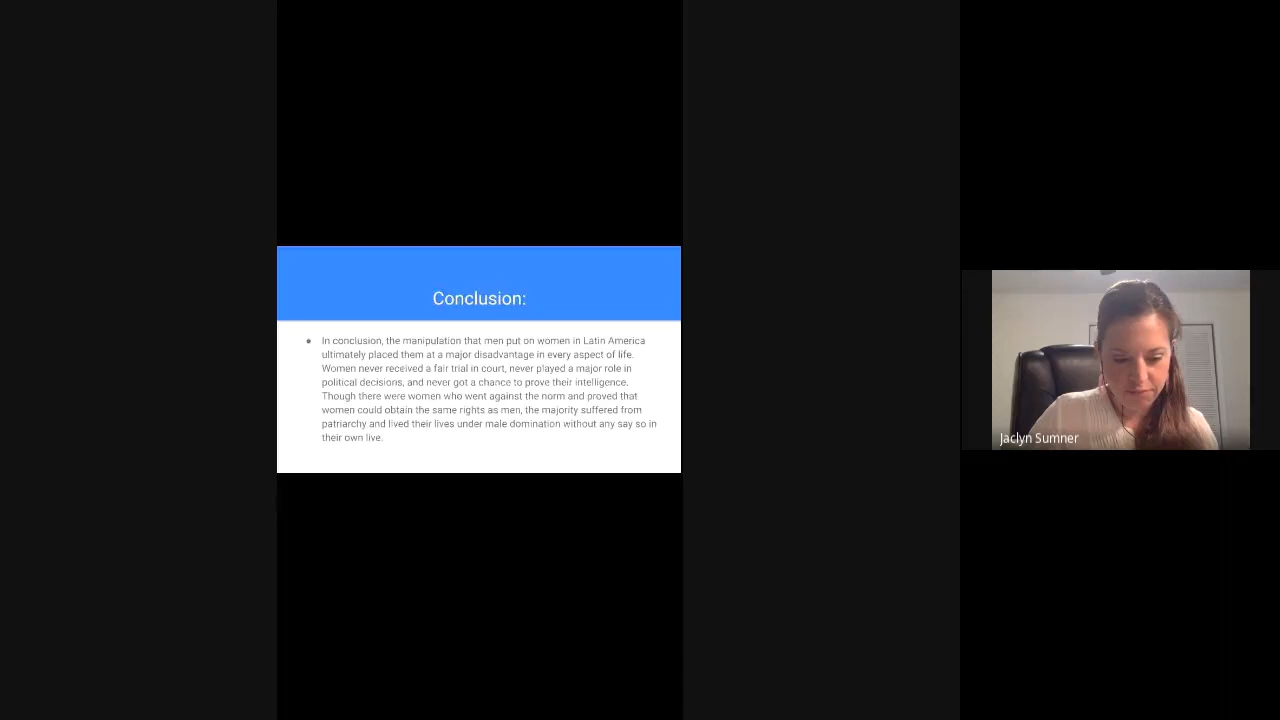 Conclusion:
● In conclusion, the manipulation that men put on women in Latin America
ultimately placed them at a major disadvantage in every aspect of life.
Women never received a fair trial in court, never played a major role in
political decisions, and never got a chance to prove their intelligence.
Though there were women who went against the norm and proved that
women could obtain the same rights as men, the majority suffered from
patriarchy and lived their lives under male domination without any say so in
their own live.
Jaclyn Sumner